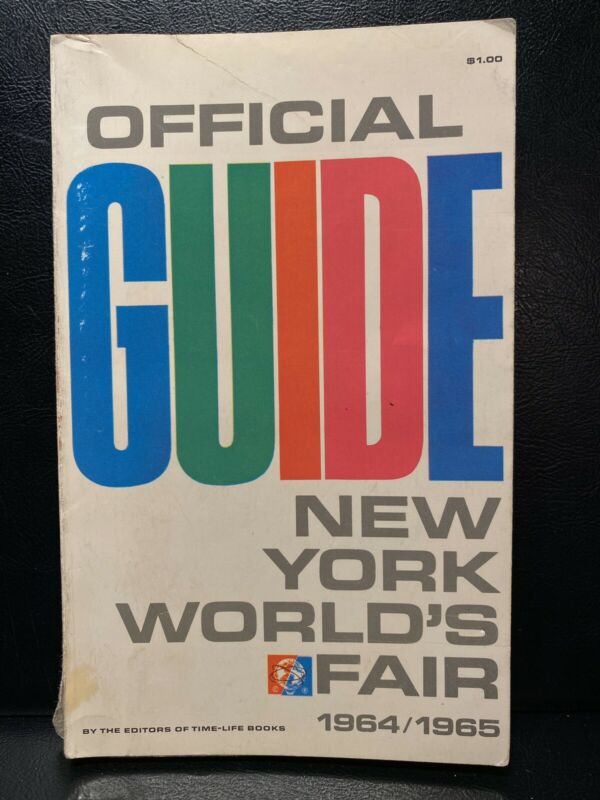 $1.00
OFFICIAL
GUIDE
NEW
YORK
WORLD'S
FAIR
1964/1965
BY THE EDITORS OF TIME-LIFE BOOKS